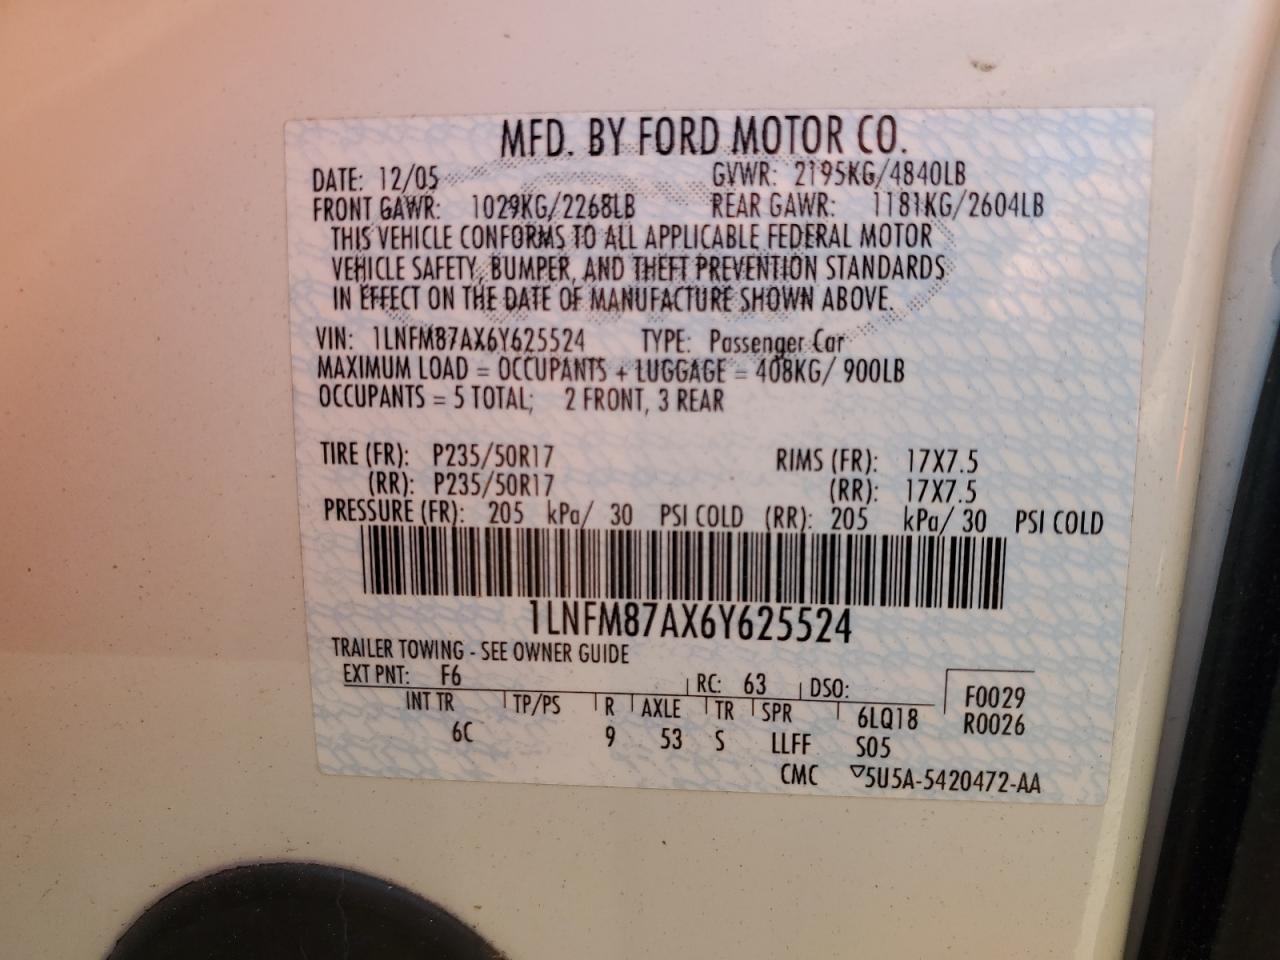 MFD. BY FORD MOTOR CO.
DATE: 12/05 GVWR: 2195KG/4840LB
FRONT GAWR: 1029KG/2268LB REAR GAWR: 1181KG/2604LB
THIS VEHICLE CONFORMS TO ALL APPLICABLE FEDERAL MOTOR
VEHICLE SAFETY, BUMPER, AND THEFT PREVENTION STANDARDS
IN EFFECT ON THE DATE OF MANUFACTURE SHOWN ABOVE.
VIN: 1LNFM87AX6Y625524 TYPE: Passenger Car
MAXIMUM LOAD = OCCUPANTS + LUGGAGE = 408KG/ 900LB
OCCUPANTS = 5 TOTAL; 2 FRONT, 3 REAR
TIRE (FR): P235/50R17 RIMS (FR): 17X7.5
(RR): P235/50R17 (RR): 17X7.5
PRESSURE (FR): 205 kPa/ 30 PSI COLD (RR): 205 kPa/ 30 PSI COLD
1LNFM87AX6Y625524
TRAILER TOWING - SEE OWNER GUIDE
EXT PNT: F6 RC: 63 DSO: F0029
INT TR TP/PS R AXLE TR SPR 6LQ18 R0026
6C 9 53 S LLFF S05
CMC ▽5U5A-5420472-AA